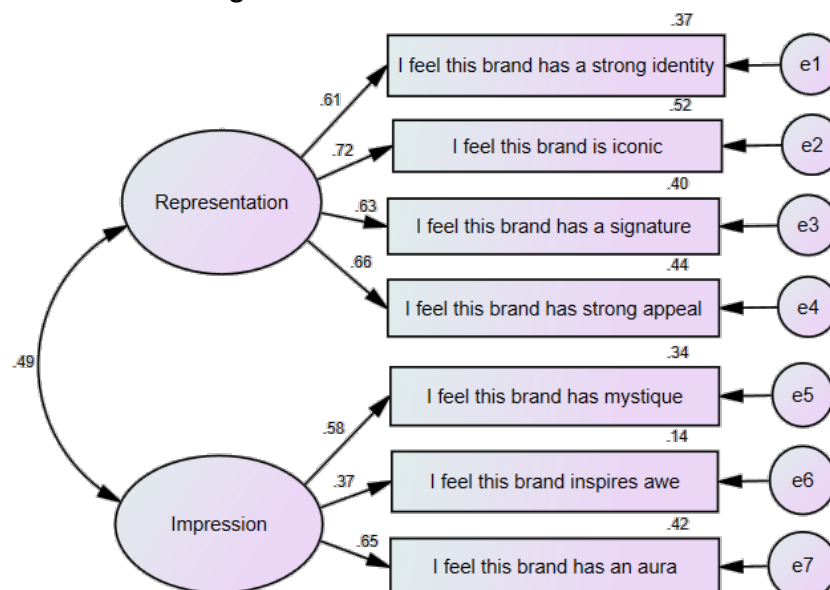 .37
I feel this brand has a strong identity
e1
.61
.52
I feel this brand is iconic
e2
.72
.40
Representation
I feel this brand has a signature
e3
.63
.44
I feel this brand has strong appeal
e4
.66
.49
.34
I feel this brand has mystique
e5
.58
.14
I feel this brand inspires awe
e6
.37
.42
Impression
I feel this brand has an aura
e7
.65